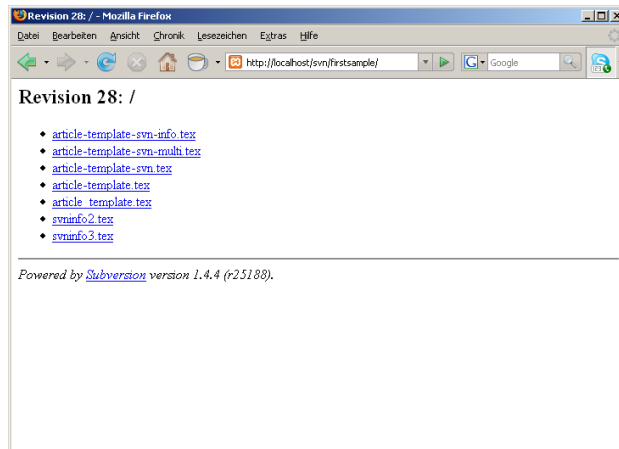 Revision 28: / - Mozilla Firefox
Datei Bearbeiten Ansicht Chronik Lesezeichen Extras Hilfe
http://localhost/svn/firstsample/
G Google
Revision 28: /
article-template-svn-info.tex
article-template-svn-multi.tex
article-template-svn.tex
article-template.tex
article_template.tex
svninfo2.tex
svninfo3.tex
Powered by Subversion version 1.4.4 (r25188).